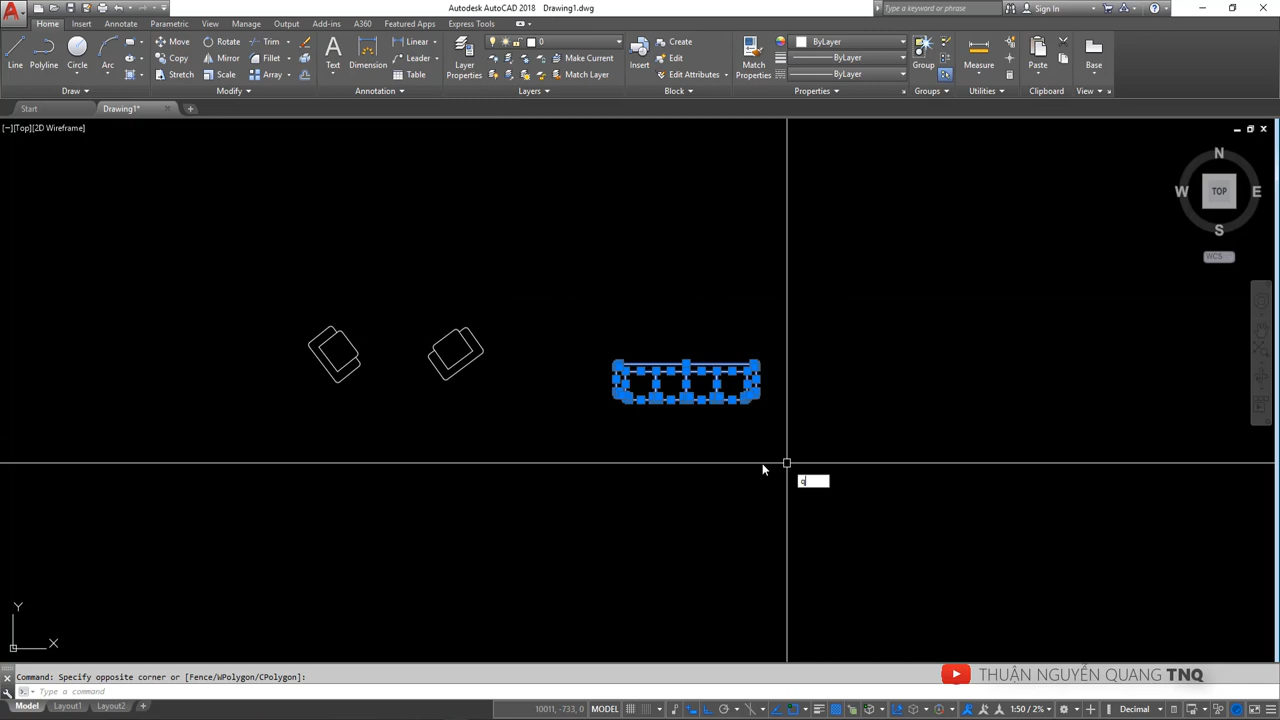 Autodesk AutoCAD 2018 Drawing1.dwg
Type a keyword or phrase
Sign In
Home Insert Annotate Parametric View Manage Output Add-ins A360 Featured Apps Express Tools
Line Polyline Circle Arc
Move Rotate Trim
Copy Mirror Fillet
Stretch Scale Array
Text Dimension
Linear
Leader
Table
Layer Properties
0
Make Current
Match Layer
Insert
Create
Edit
Edit Attributes
Match Properties
ByLayer
ByLayer
ByLayer
Group
Measure
Paste
Base
Draw Modify Annotation Layers Block Properties Groups Utilities Clipboard View
Start Drawing1*
[−][Top][2D Wireframe]
N
W TOP E
S
WCS
q
Y
X
Command: Specify opposite corner or [Fence/WPolygon/CPolygon]:
Type a command
THUẬN NGUYỄN QUANG TNQ
Model Layout1 Layout2
10011, -733, 0 MODEL
1:50 / 2%
Decimal